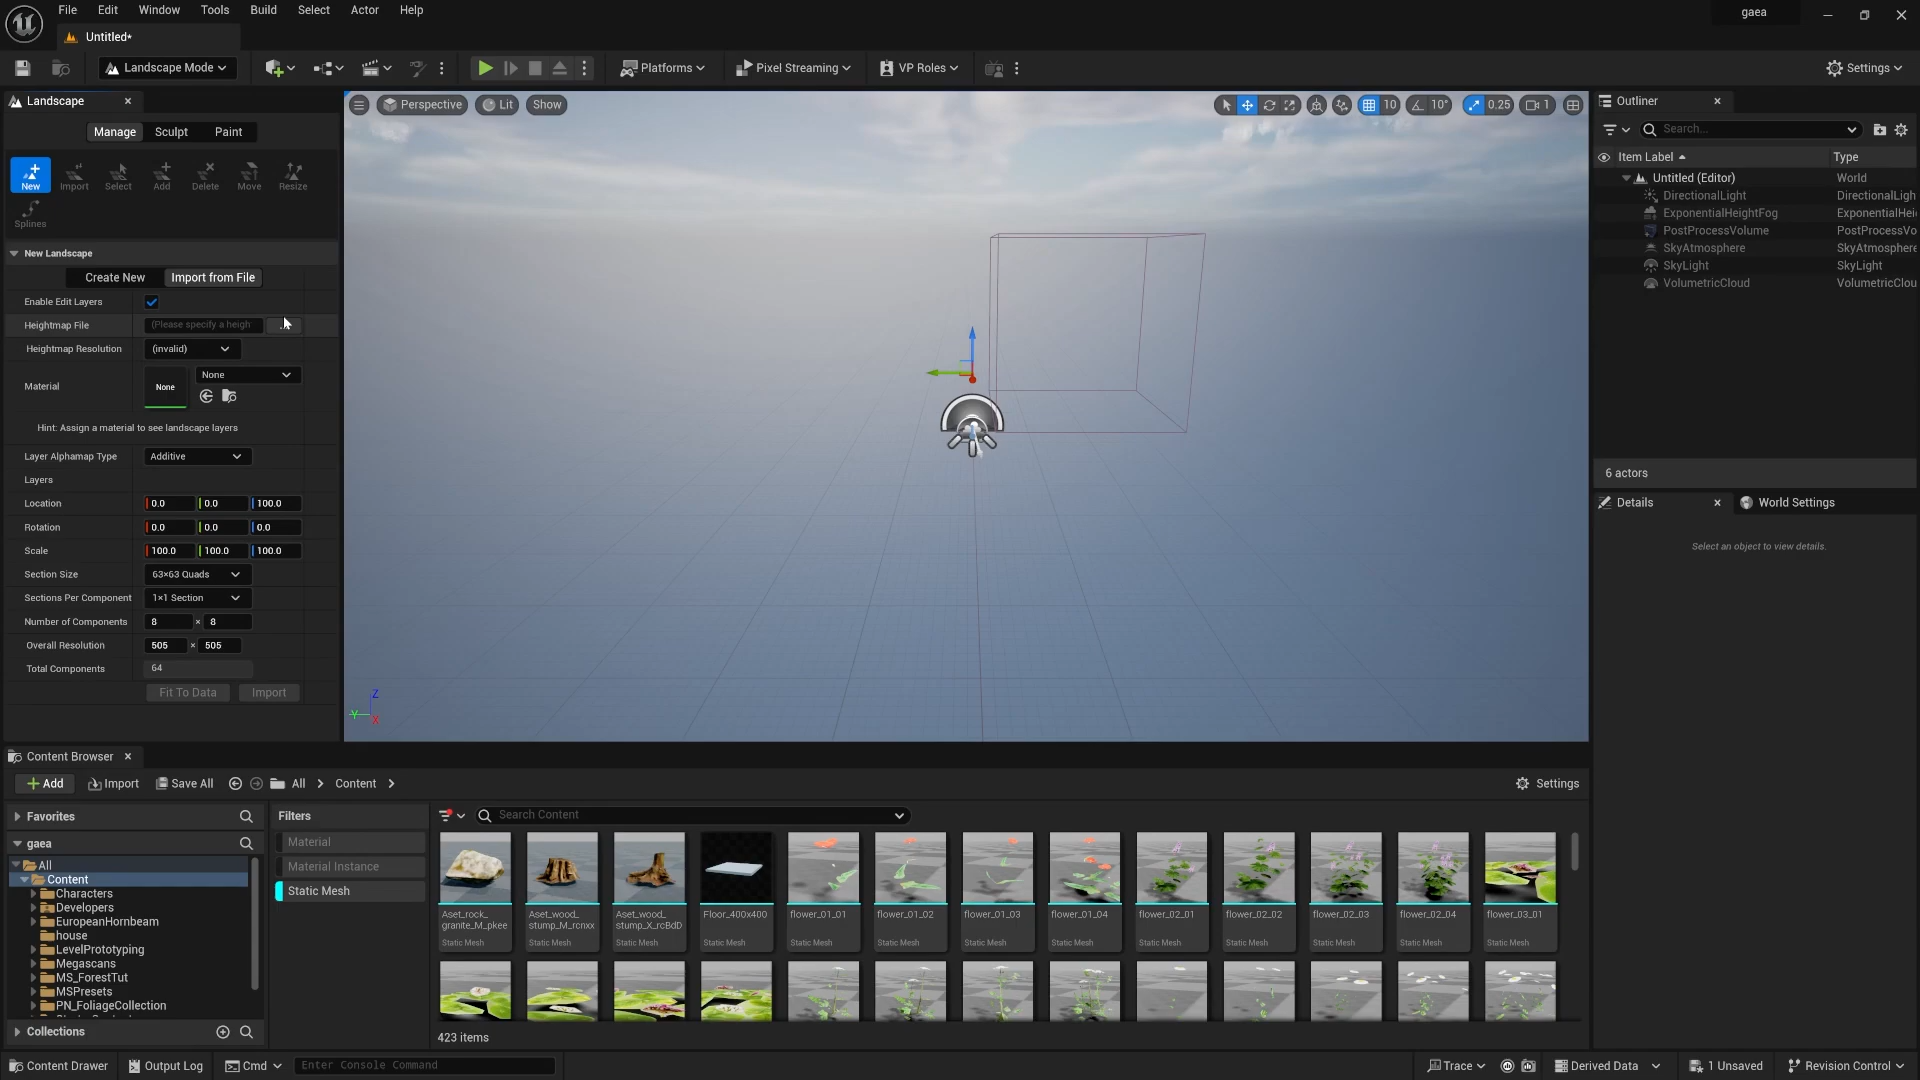 File Edit Window Tools Build Select Actor Help
gaea
Untitled*
Landscape Mode
Platforms
Pixel Streaming
VP Roles
Settings
Landscape
Manage Sculpt Paint
New Import Select Add Delete Move Resize
Splines
New Landscape
Create New Import from File
Enable Edit Layers
Heightmap File (Please specify a heigh
Heightmap Resolution (invalid)
Material None None
Hint: Assign a material to see landscape layers
Layer Alphamap Type Additive
Layers
Location 0.0 0.0 100.0
Rotation 0.0 0.0 0.0
Scale 100.0 100.0 100.0
Section Size 63×63 Quads
Sections Per Component 1×1 Section
Number of Components 8 × 8
Overall Resolution 505 × 505
Total Components 64
Fit To Data Import
Perspective Lit Show
10 10° 0.25 1
Z
Y
X
Outliner
Search...
Item Label Type
Untitled (Editor) World
DirectionalLight DirectionalLigh
ExponentialHeightFog ExponentialHei
PostProcessVolume PostProcessVo
SkyAtmosphere SkyAtmosphere
SkyLight SkyLight
VolumetricCloud VolumetricClou
6 actors
Details World Settings
Select an object to view details.
Content Browser
Add Import Save All All Content Settings
Favorites
gaea
All
Content
Characters
Developers
EuropeanHornbeam
house
LevelPrototyping
Megascans
MS_ForestTut
MSPresets
PN_FoliageCollection
Collections
Filters
Material
Material Instance
Static Mesh
Search Content
Aset_rock_ Aset_wood_ Aset_wood_ Floor_400x400 flower_01_01 flower_01_02 flower_01_03 flower_01_04 flower_02_01 flower_02_02 flower_02_03 flower_02_04 flower_03_01
granite_M_pkee stump_M_rcnxx stump_X_rcBdD
Static Mesh Static Mesh Static Mesh Static Mesh Static Mesh Static Mesh Static Mesh Static Mesh Static Mesh Static Mesh Static Mesh Static Mesh Static Mesh
423 items
Content Drawer Output Log Cmd Enter Console Command
Trace Derived Data 1 Unsaved Revision Control